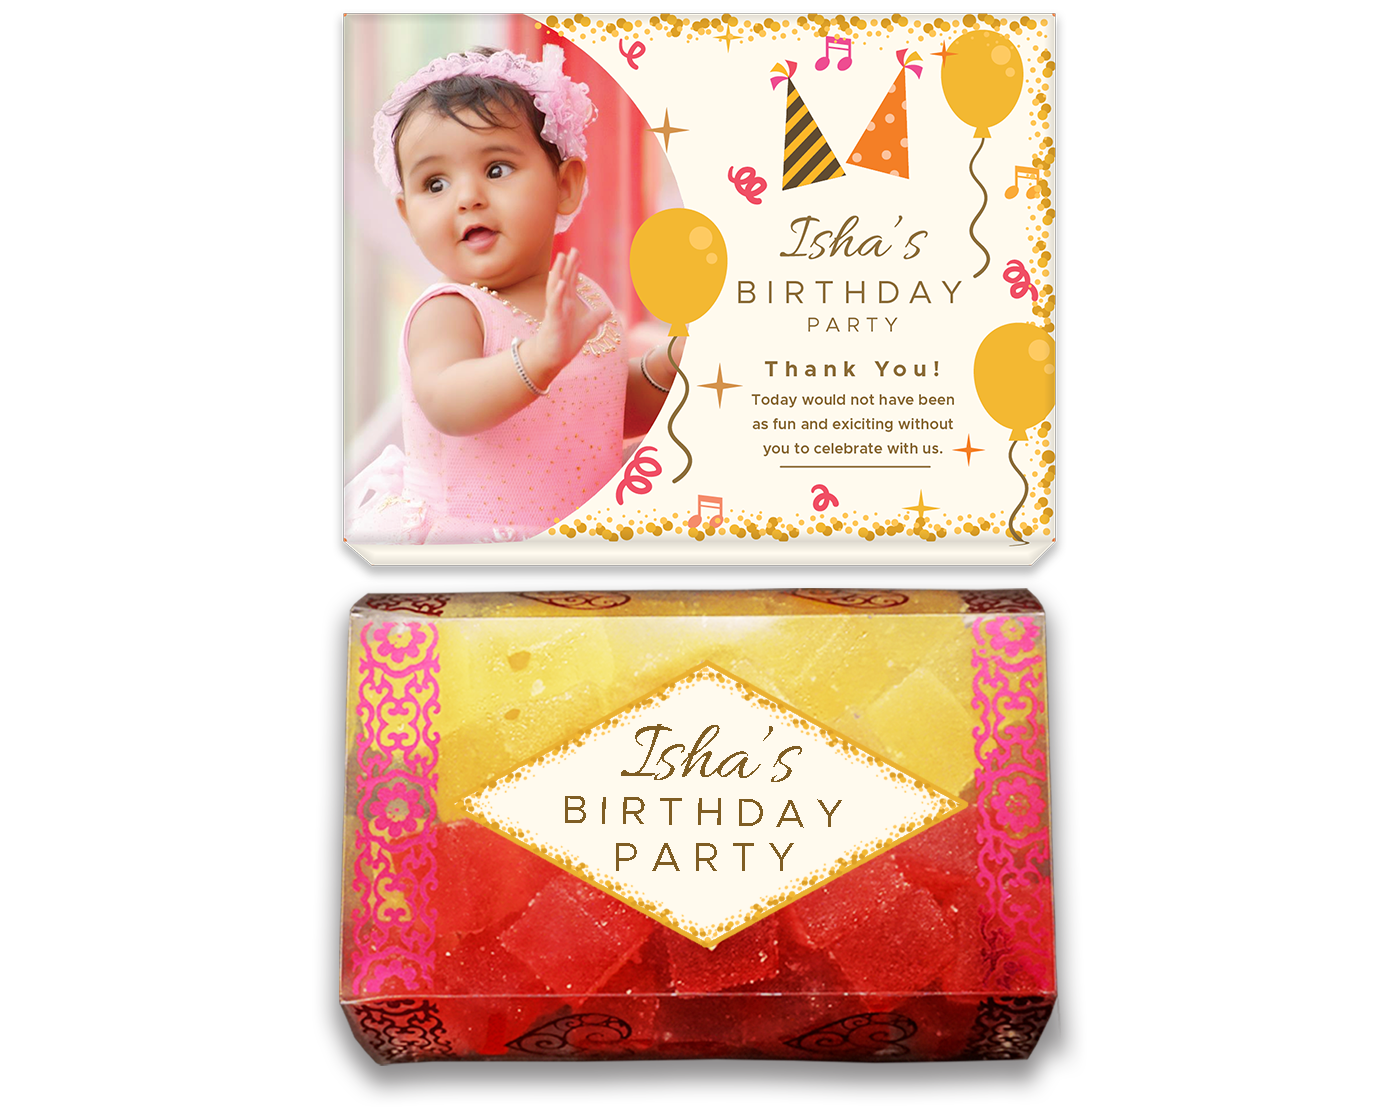 Isha's
BIRTHDAY
PARTY
Thank You!
Today would not have been
as fun and exiciting without
you to celebrate with us.
Isha's
BIRTHDAY
PARTY